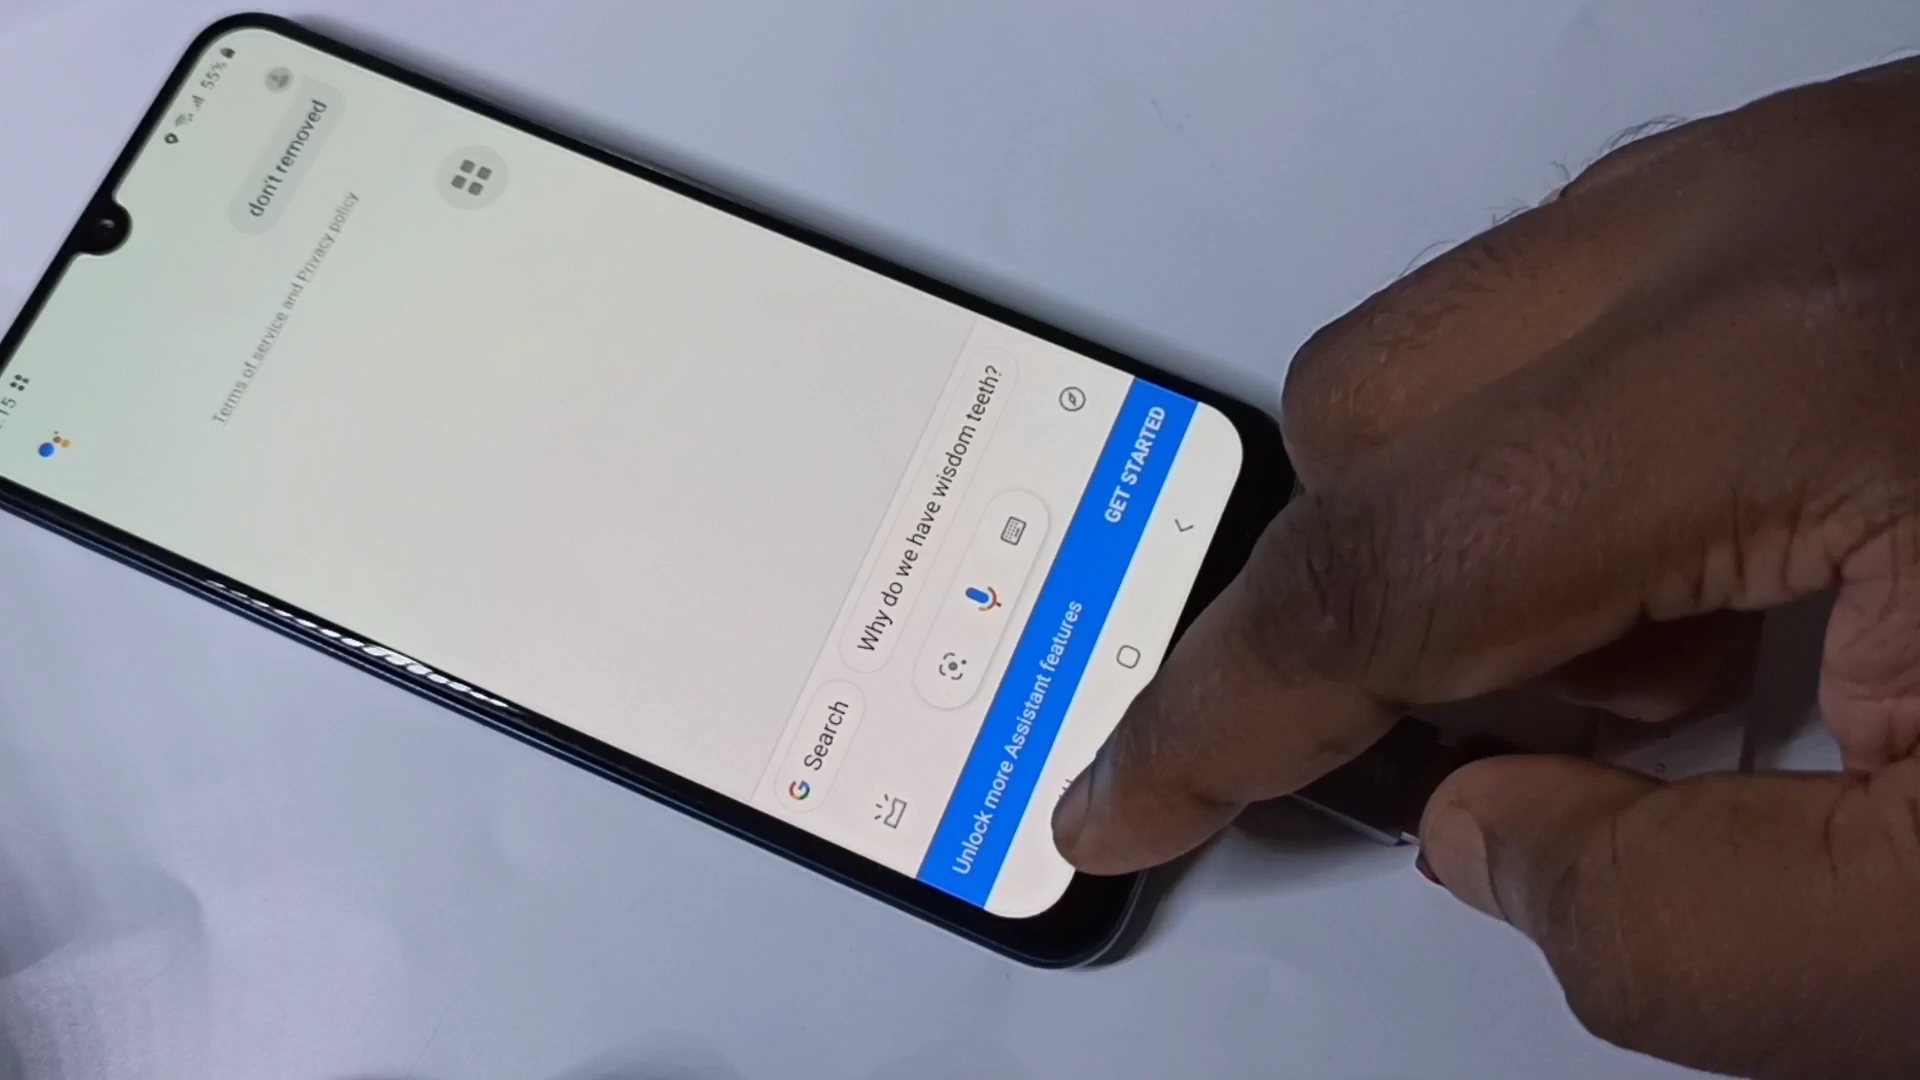 55%
don't removed
Terms of service and Privacy policy
G Search
Why do we have wisdom teeth?
Unlock more Assistant features
GET STARTED